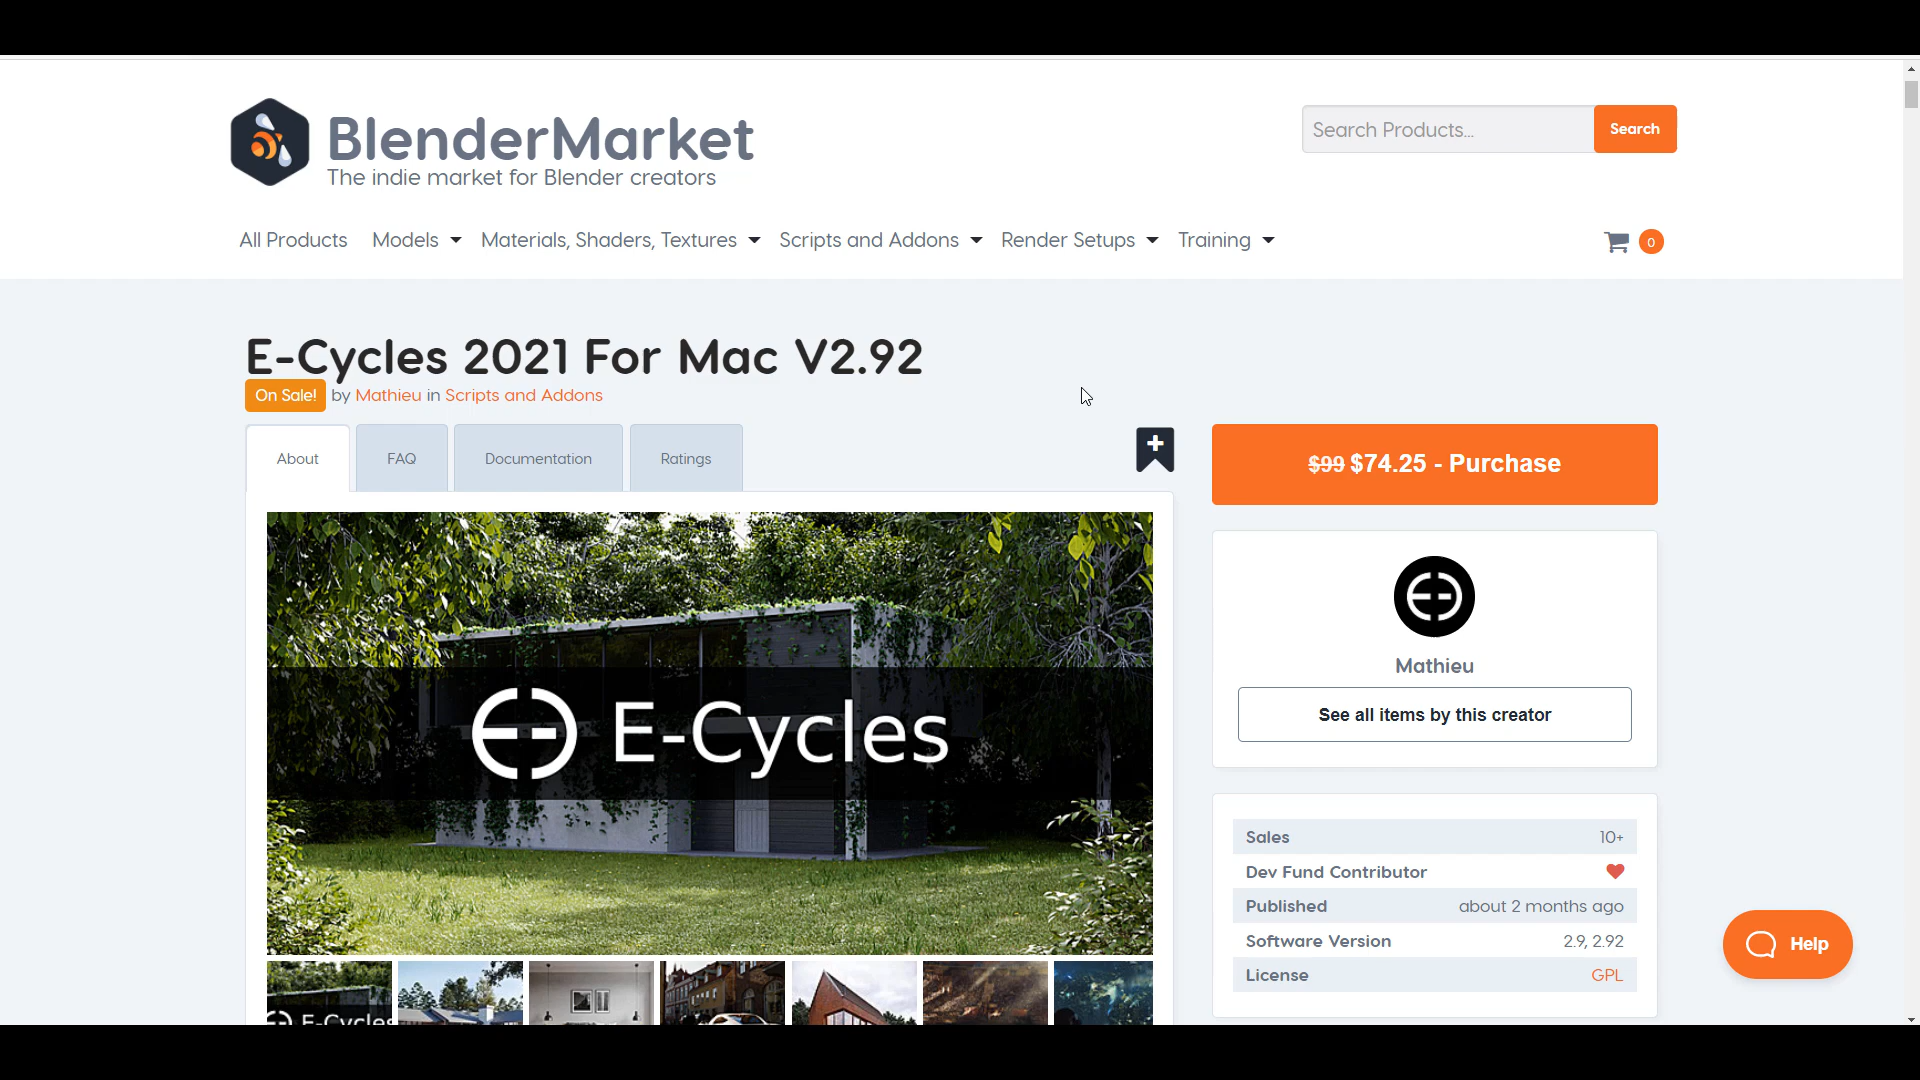 BlenderMarket
The indie market for Blender creators
Search Products...
Search
All Products
Models
Materials, Shaders, Textures
Scripts and Addons
Render Setups
Training
0
E-Cycles 2021 For Mac V2.92
On Sale! by Mathieu in Scripts and Addons
About
FAQ
Documentation
Ratings
$99 $74.25 - Purchase
E-Cycles
Mathieu
See all items by this creator
Sales 10+
Dev Fund Contributor
Published about 2 months ago
Software Version 2.9, 2.92
License GPL
Help
E-Cycles